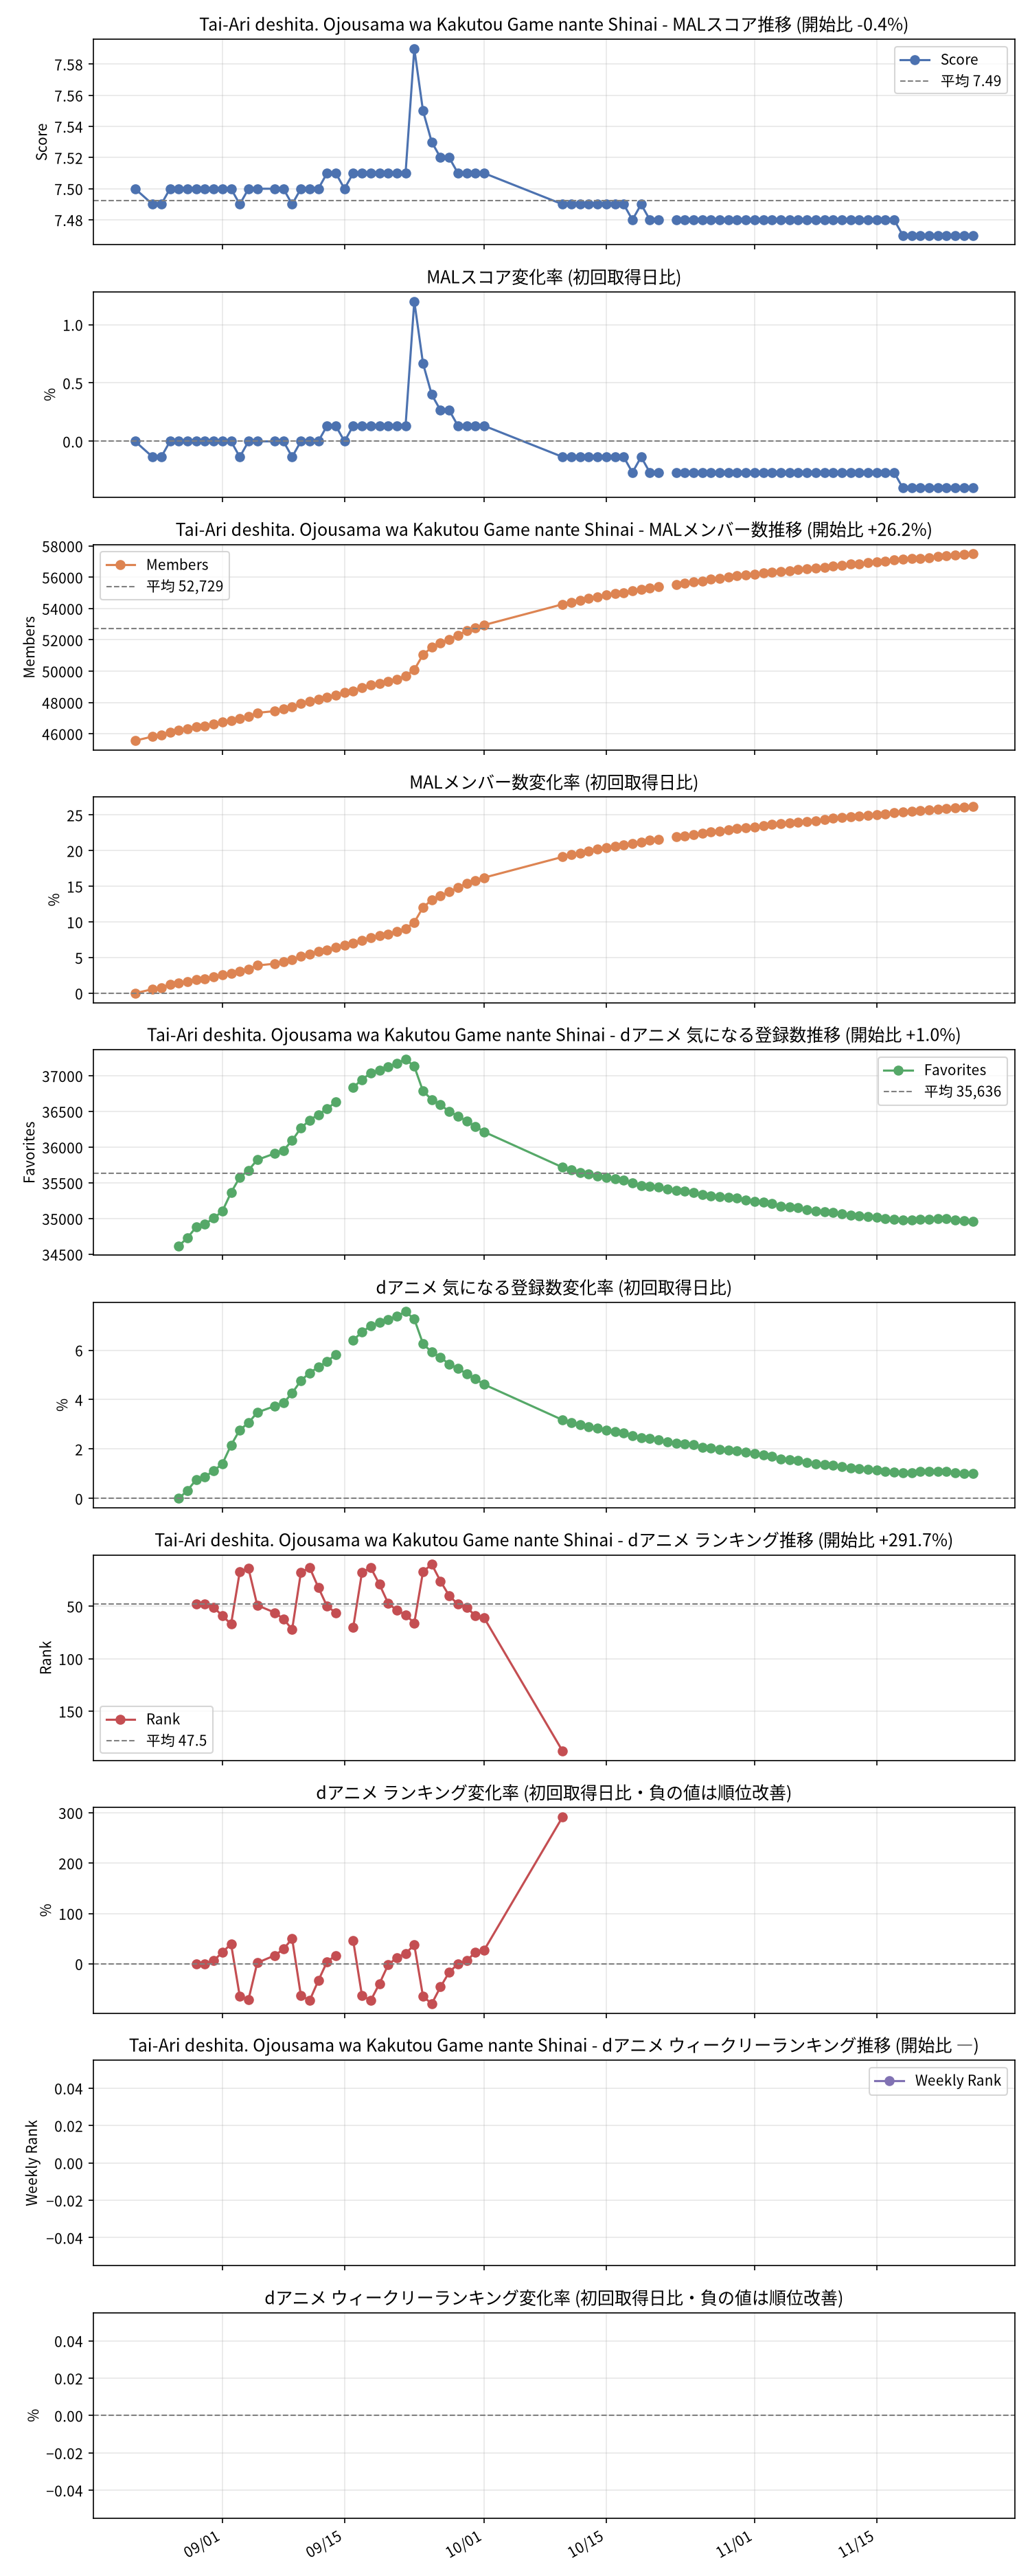 Tai-Ari deshita. Ojousama wa Kakutou Game nante Shinai - MALスコア推移 (開始比 -0.4%)
Score
7.58
7.56
7.54
7.52
7.50
7.48
Score
平均 7.49
MALスコア変化率 (初回取得日比)
%
1.0
0.5
0.0
Tai-Ari deshita. Ojousama wa Kakutou Game nante Shinai - MALメンバー数推移 (開始比 +26.2%)
Members
58000
56000
54000
52000
50000
48000
46000
Members
平均 52,729
MALメンバー数変化率 (初回取得日比)
%
25
20
15
10
5
0
Tai-Ari deshita. Ojousama wa Kakutou Game nante Shinai - dアニメ 気になる登録数推移 (開始比 +1.0%)
Favorites
37000
36500
36000
35500
35000
34500
Favorites
平均 35,636
dアニメ 気になる登録数変化率 (初回取得日比)
%
6
4
2
0
Tai-Ari deshita. Ojousama wa Kakutou Game nante Shinai - dアニメ ランキング推移 (開始比 +291.7%)
Rank
50
100
150
Rank
平均 47.5
dアニメ ランキング変化率 (初回取得日比・負の値は順位改善)
%
300
200
100
0
Tai-Ari deshita. Ojousama wa Kakutou Game nante Shinai - dアニメ ウィークリーランキング推移 (開始比 —)
Weekly Rank
0.04
0.02
0.00
−0.02
−0.04
Weekly Rank
dアニメ ウィークリーランキング変化率 (初回取得日比・負の値は順位改善)
%
0.04
0.02
0.00
−0.02
−0.04
09/01
09/15
10/01
10/15
11/01
11/15